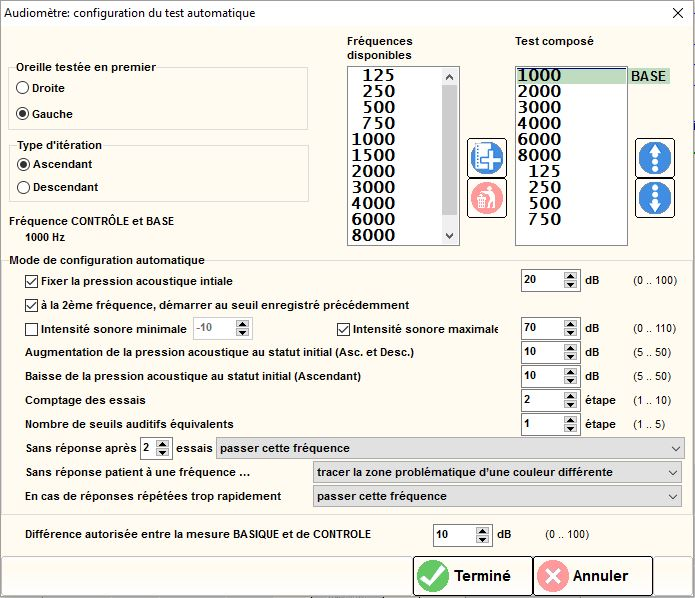 Audiomètre: configuration du test automatique
Fréquences disponibles
Test composé
Oreille testée en premier
Droite
Gauche
Type d'itération
Ascendant
Descendant
Fréquence CONTRÔLE et BASE
1000 Hz
125
250
500
750
1000
1500
2000
3000
4000
6000
8000
1000 BASE
2000
3000
4000
6000
8000
125
250
500
750
Mode de configuration automatique
Fixer la pression acoustique intiale 20 dB (0 .. 100)
à la 2ème fréquence, démarrer au seuil enregistré précédemment
Intensité sonore minimale -10 Intensité sonore maximale 70 dB (0 .. 110)
Augmentation de la pression acoustique au statut initial (Asc. et Desc.) 10 dB (5 .. 50)
Baisse de la pression acoustique au statut initial (Ascendant) 10 dB (5 .. 50)
Comptage des essais 2 étape (1 .. 10)
Nombre de seuils auditifs équivalents 1 étape (1 .. 5)
Sans réponse après 2 essais passer cette fréquence
Sans réponse patient à une fréquence ... tracer la zone problématique d'une couleur différente
En cas de réponses répétées trop rapidement passer cette fréquence
Différence autorisée entre la mesure BASIQUE et de CONTROLE 10 dB (0 .. 100)
Terminé
Annuler